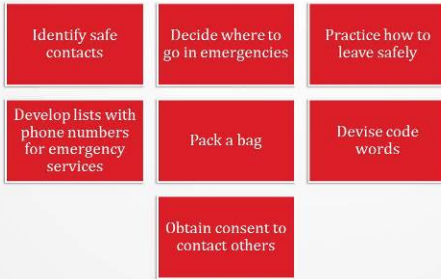 Identify safe
contacts
Decide where to
go in emergencies
Practice how to
leave safely
Develop lists with
phone numbers
for emergency
services
Pack a bag
Devise code
words
Obtain consent to
contact others